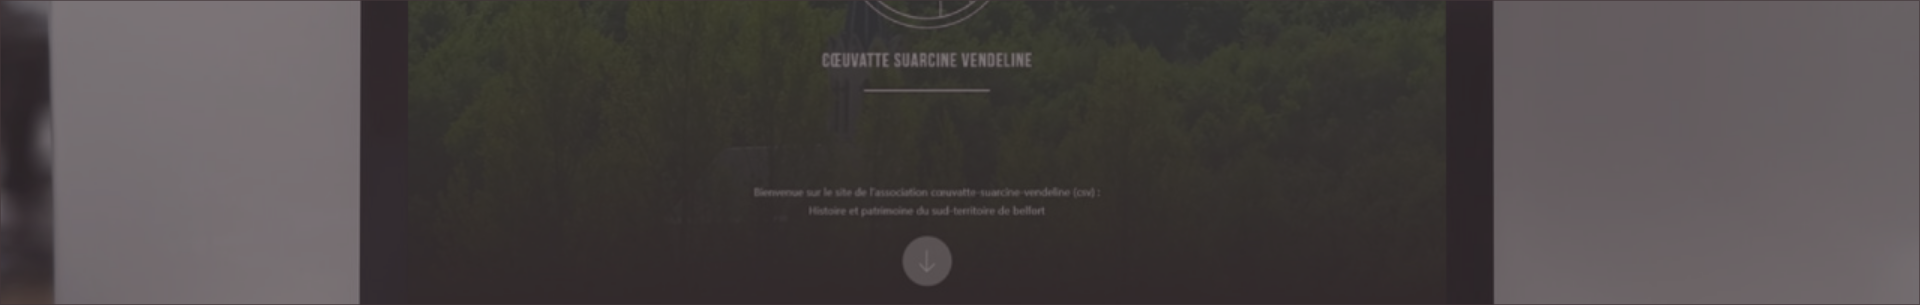 CŒUVATTE SUARCINE VENDELINE
Bienvenue sur le site de l'association cœuvatte-suarcine-vendeline (csv) :
Histoire et patrimoine du sud-territoire de belfort